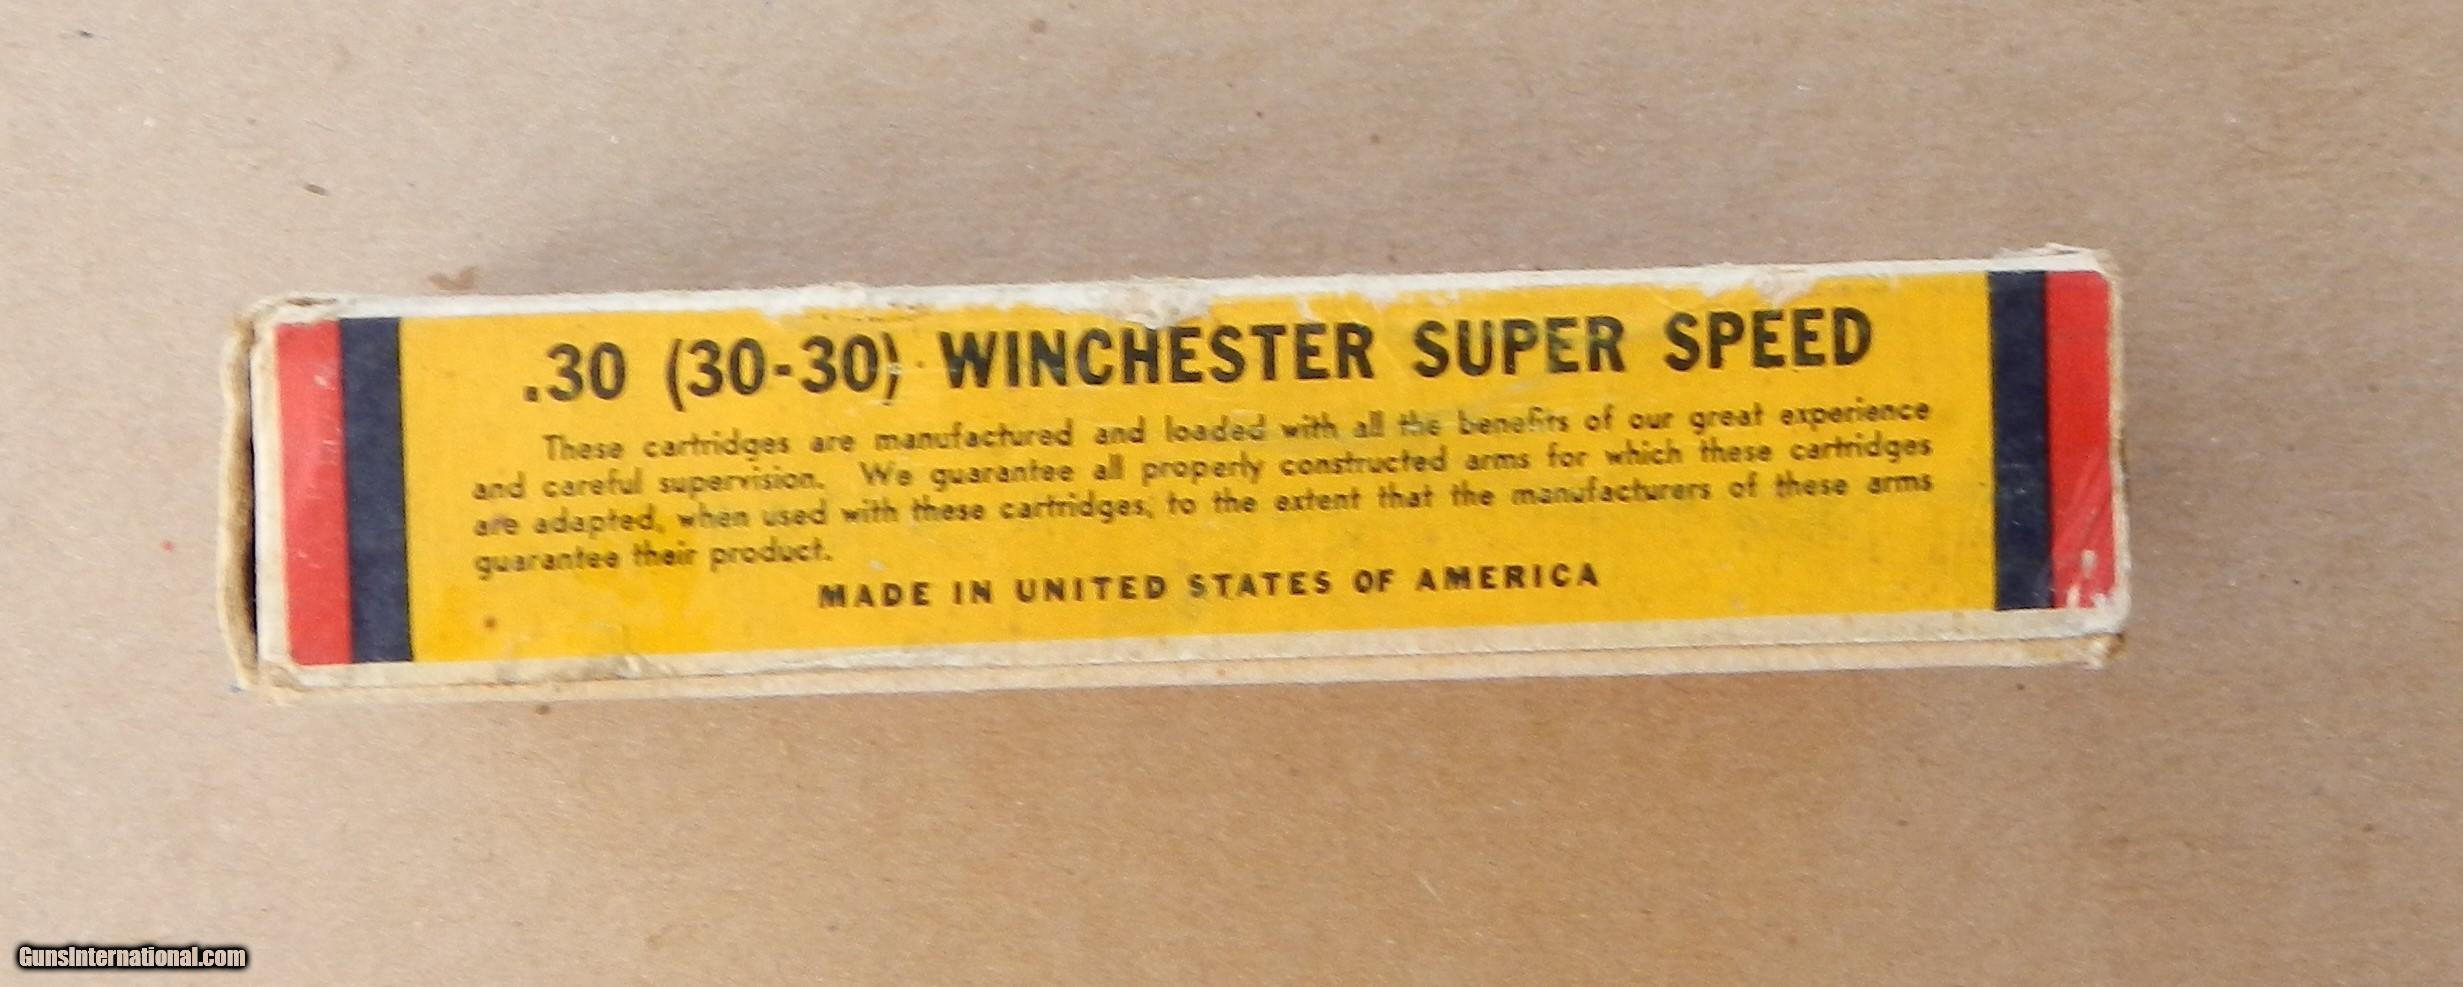 .30 (30-30) WINCHESTER SUPER SPEED
These cartridges are manufactured and loaded with all the benefits of our great experience
and careful supervision. We guarantee all properly constructed arms for which these cartridges
are adapted, when used with these cartridges, to the extent that the manufacturers of these arms
guarantee their product.
MADE IN UNITED STATES OF AMERICA
GunsInternational.com